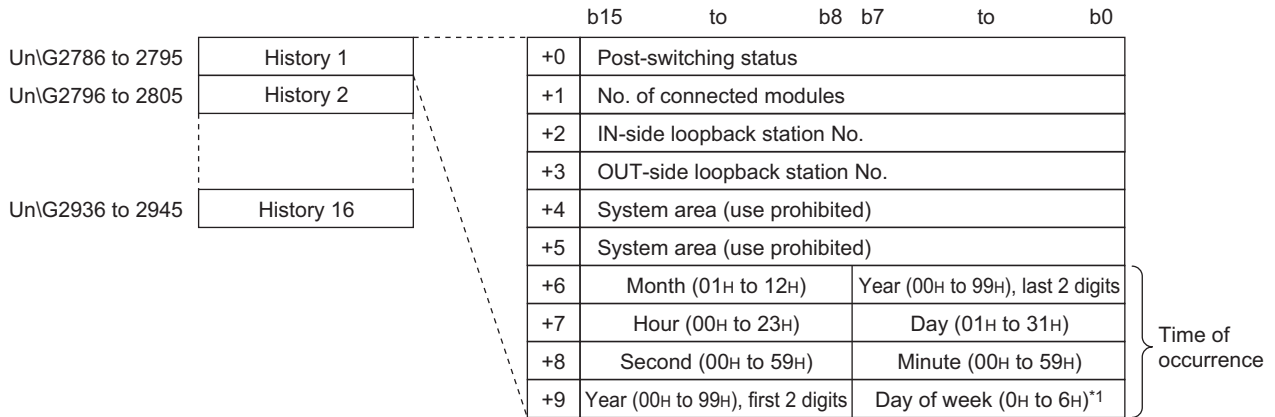 b15 to b8 b7 to b0
Un\G2786 to 2795 History 1 +0 Post-switching status
Un\G2796 to 2805 History 2 +1 No. of connected modules
+2 IN-side loopback station No.
+3 OUT-side loopback station No.
Un\G2936 to 2945 History 16 +4 System area (use prohibited)
+5 System area (use prohibited)
+6 Month (01H to 12H) Year (00H to 99H), last 2 digits
+7 Hour (00H to 23H) Day (01H to 31H)
+8 Second (00H to 59H) Minute (00H to 59H)
+9 Year (00H to 99H), first 2 digits Day of week (0H to 6H)*1
Time of
occurrence